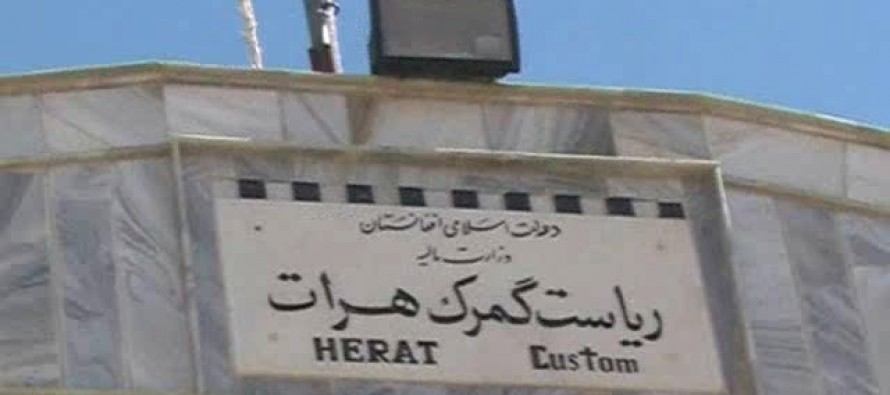 دولت اسلامی افغانستان
وزارت مالیه
ریاست گمرک هرات
HERAT Custom